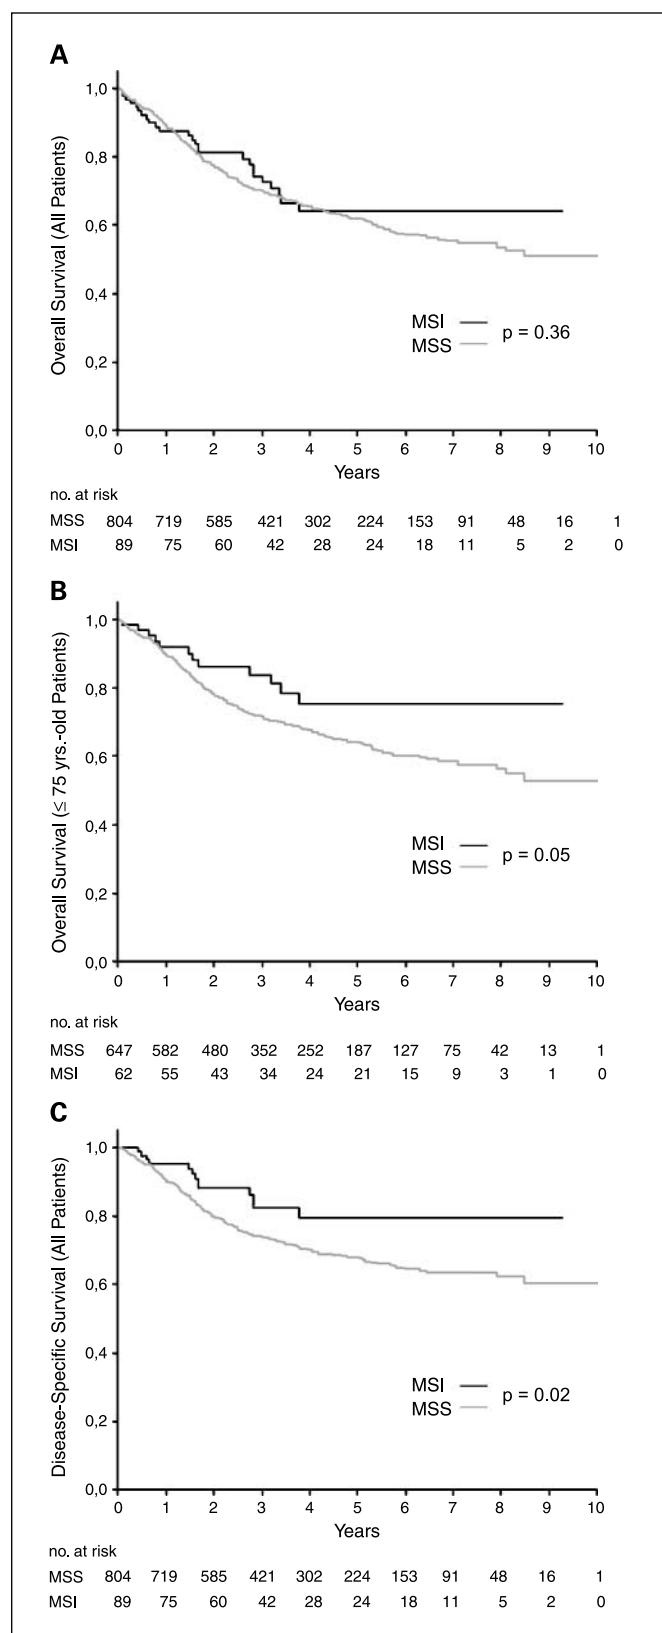 A
Overall Survival (All Patients)
1,0
0,8
0,6
0,4
0,2
0,0
MSI
MSS
p = 0.36
0 1 2 3 4 5 6 7 8 9 10
Years
no. at risk
MSS 804 719 585 421 302 224 153 91 48 16 1
MSI 89 75 60 42 28 24 18 11 5 2 0
B
Overall Survival (≤ 75 yrs.-old Patients)
1,0
0,8
0,6
0,4
0,2
0,0
MSI
MSS
p = 0.05
0 1 2 3 4 5 6 7 8 9 10
Years
no. at risk
MSS 647 582 480 352 252 187 127 75 42 13 1
MSI 62 55 43 34 24 21 15 9 3 1 0
C
Disease-Specific Survival (All Patients)
1,0
0,8
0,6
0,4
0,2
0,0
MSI
MSS
p = 0.02
0 1 2 3 4 5 6 7 8 9 10
Years
no. at risk
MSS 804 719 585 421 302 224 153 91 48 16 1
MSI 89 75 60 42 28 24 18 11 5 2 0